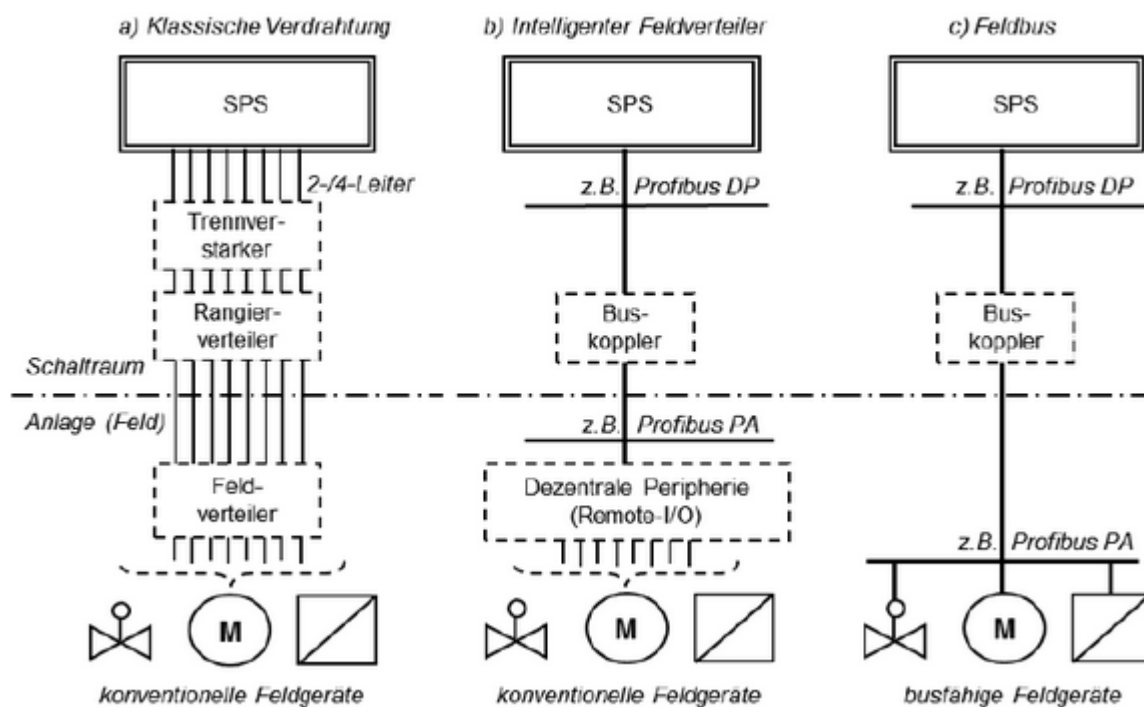 a) Klassische Verdrahtung
SPS
2-/4-Leiter
Trennver-
stärker
Rangier-
verteiler
Schaltraum
Anlage (Feld)
Feld-
verteiler
M
konventionelle Feldgeräte
b) Intelligenter Feldverteiler
SPS
z.B. Profibus DP
Bus-
koppler
z.B. Profibus PA
Dezentrale Peripherie
(Remote-I/O)
M
konventionelle Feldgeräte
c) Feldbus
SPS
z.B. Profibus DP
Bus-
koppler
z.B. Profibus PA
M
busfähige Feldgeräte